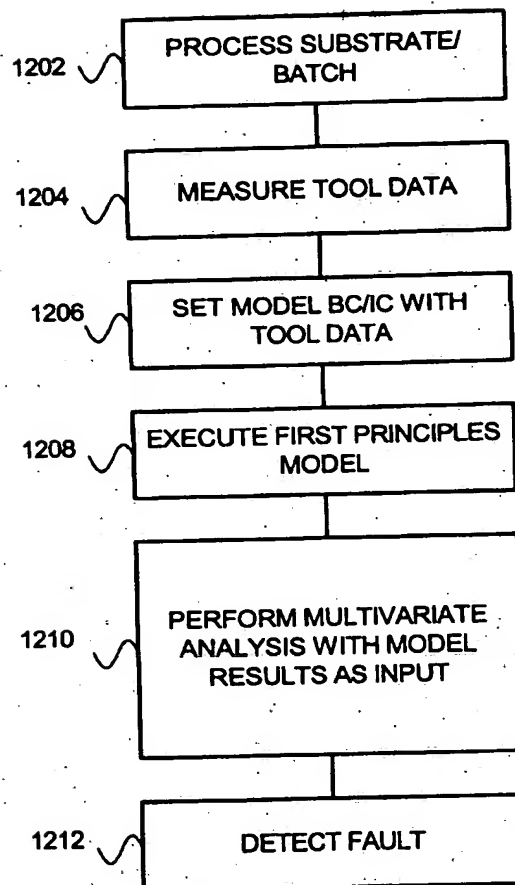 1202
PROCESS SUBSTRATE/
BATCH
1204
MEASURE TOOL DATA
1206
SET MODEL BC/IC WITH
TOOL DATA
1208
EXECUTE FIRST PRINCIPLES
MODEL
1210
PERFORM MULTIVARIATE
ANALYSIS WITH MODEL
RESULTS AS INPUT
1212
DETECT FAULT